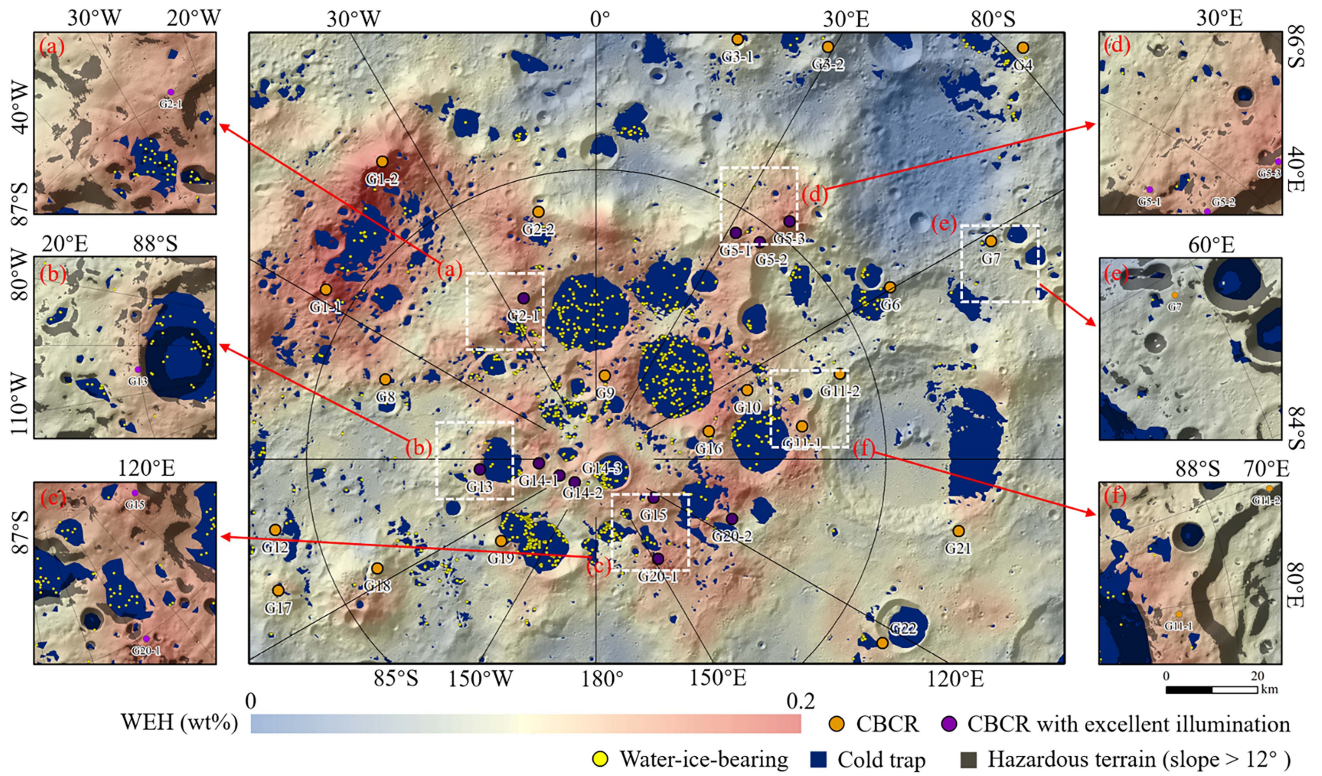 30°W 20°W 30°W 0° 30°E 80°S 30°E
(a)
G2-1
40°W
87°S
(d)
G5-1
G5-2
G5-3
86°S
40°E
G3-1
G3-2
G4
G1-2
G2-2
(d)
G5-1
G5-3
G5-2
(e)
G7
(a)
G1-1
G2-1
G6
20°E 88°S
(b)
G13
80°W
110°W
60°E
(e)
G7
84°S
G8
G9
G10
G11-2
G16
G11-1
(b)
(f)
G13
G14-1
G14-3
G14-2
G15
G20-2
G12
G19
(c)
G20-1
G21
G18
G17
G22
120°E
(c)
G15
G20-1
87°S
88°S 70°E
(f)
G11-2
G11-1
80°E
0 20
km
85°S 150°W 180° 150°E 120°E
0 0.2
WEH (wt%)
CBCR CBCR with excellent illumination
Water-ice-bearing Cold trap Hazardous terrain (slope > 12° )